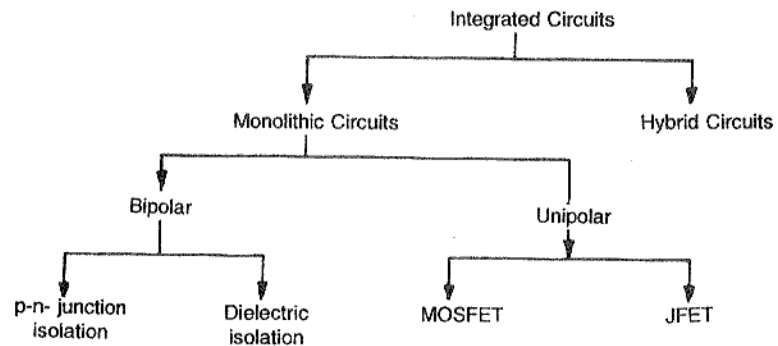 Integrated Circuits
Monolithic Circuits
Hybrid Circuits
Bipolar
Unipolar
p-n- junction
isolation
Dielectric
isolation
MOSFET
JFET